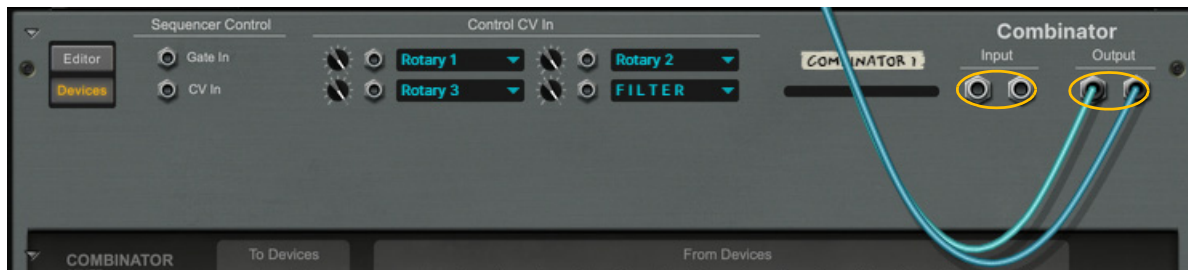 Sequencer Control
Control CV In
Combinator
Editor
Gate In
Rotary 1
Rotary 2
COMBINATOR 1
Input
Output
Devices
CV In
Rotary 3
FILTER
COMBINATOR
To Devices
From Devices